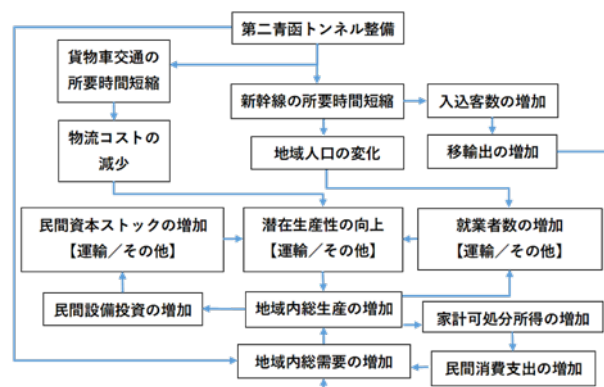 第二青函トンネル整備
貨物車交通の
所要時間短縮
新幹線の所要時間短縮
入込客数の増加
物流コストの
減少
地域人口の変化
移輸出の増加
民間資本ストックの増加
【運輸／その他】
潜在生産性の向上
【運輸／その他】
就業者数の増加
【運輸／その他】
民間設備投資の増加
地域内総生産の増加
家計可処分所得の増加
地域内総需要の増加
民間消費支出の増加